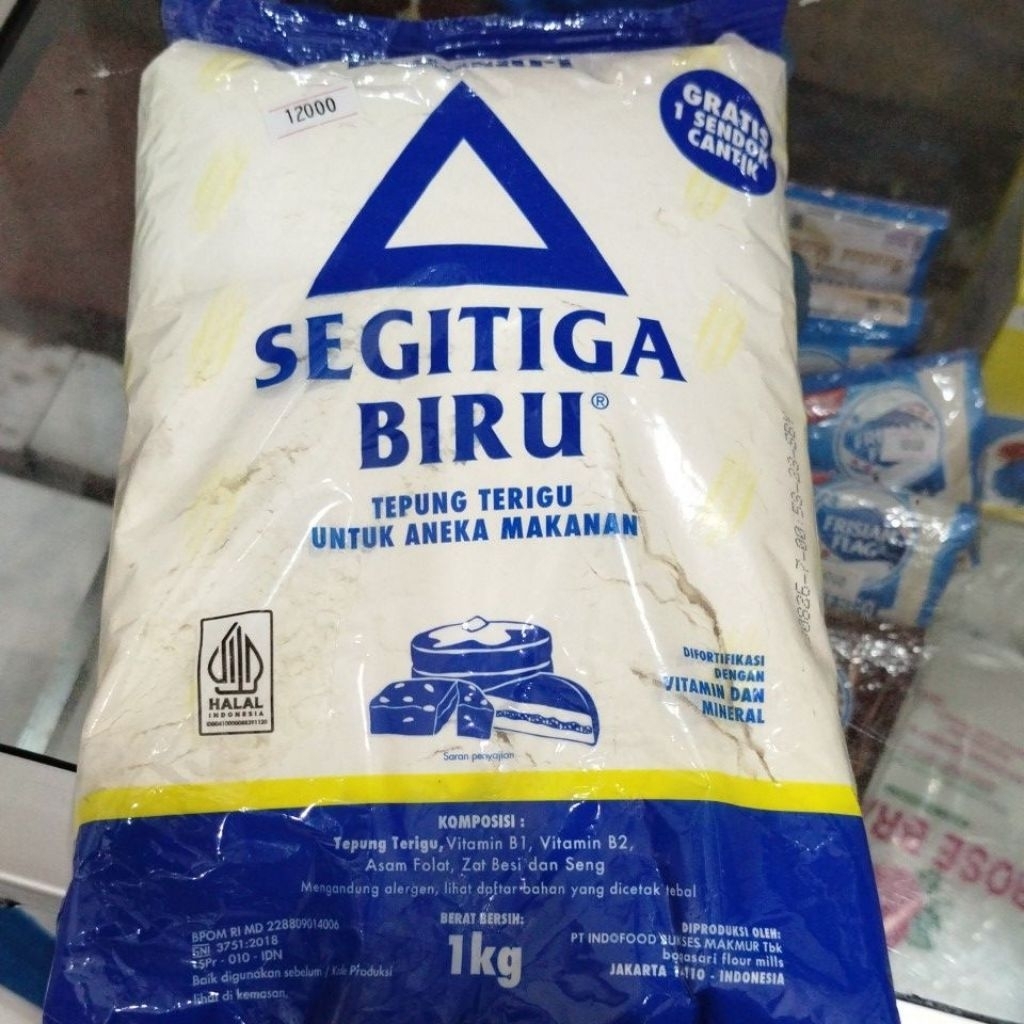 12000
GRATIS
1 SENDOK
CANTIK
SEGITIGA
BIRU®
TEPUNG TERIGU
UNTUK ANEKA MAKANAN
HALAL
INDONESIA
DIFORTIFIKASI
DENGAN
VITAMIN DAN
MINERAL
Saran penyajian
KOMPOSISI :
Tepung Terigu, Vitamin B1, Vitamin B2,
Asam Folat, Zat Besi dan Seng
Mengandung alergen, lihat daftar bahan yang dicetak tebal
BPOM RI MD 228809014006
SNI 3751:2018
LSPr - 010 - IDN
Baik digunakan sebelum / Kode Produksi
lihat di kemasan.
BERAT BERSIH:
1kg
DIPRODUKSI OLEH:
PT INDOFOOD SUKSES MAKMUR Tbk
bogasari flour mills
JAKARTA - INDONESIA
FRISIAN
FLAG
ROSE BR